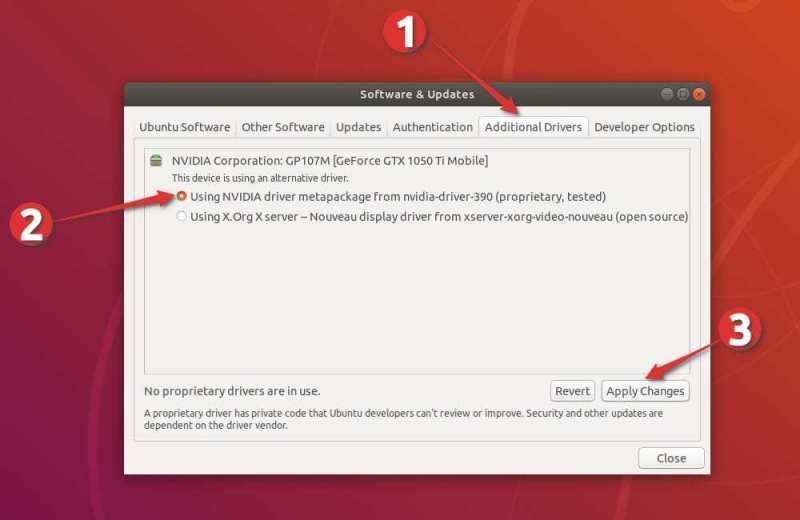 1
Software & Updates
Ubuntu Software
Other Software
Updates
Authentication
Additional Drivers
Developer Options
NVIDIA Corporation: GP107M [GeForce GTX 1050 Ti Mobile]
This device is using an alternative driver.
2
Using NVIDIA driver metapackage from nvidia-driver-390 (proprietary, tested)
Using X.Org X server – Nouveau display driver from xserver-xorg-video-nouveau (open source)
3
No proprietary drivers are in use.
Revert
Apply Changes
A proprietary driver has private code that Ubuntu developers can't review or improve. Security and other updates are
dependent on the driver vendor.
Close